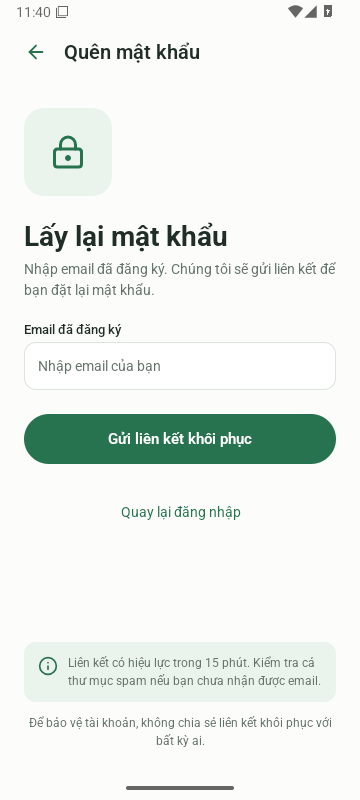 11:40
Quên mật khẩu
Lấy lại mật khẩu
Nhập email đã đăng ký. Chúng tôi sẽ gửi liên kết để
bạn đặt lại mật khẩu.
Email đã đăng ký
Nhập email của bạn
Gửi liên kết khôi phục
Quay lại đăng nhập
Liên kết có hiệu lực trong 15 phút. Kiểm tra cả
thư mục spam nếu bạn chưa nhận được email.
Để bảo vệ tài khoản, không chia sẻ liên kết khôi phục với
bất kỳ ai.